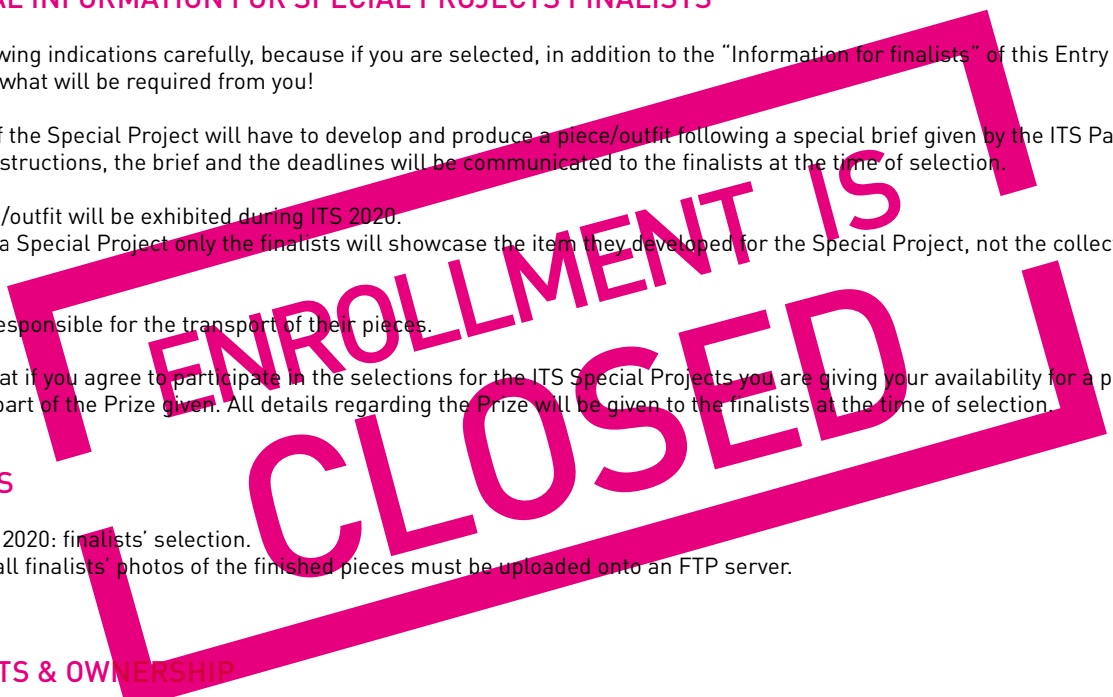 AL INFORMATION FOR SPECIAL PROJECTS FINALISTS
wing indications carefully, because if you are selected, in addition to the “Information for finalists” of this Entry
what will be required from you!
f the Special Project will have to develop and produce a piece/outfit following a special brief given by the ITS Pa
structions, the brief and the deadlines will be communicated to the finalists at the time of selection.
/outfit will be exhibited during ITS 2020.
a Special Project only the finalists will showcase the item they developed for the Special Project, not the collec
esponsible for the transport of their pieces.
at if you agree to participate in the selections for the ITS Special Projects you are giving your availability for a p
part of the Prize given. All details regarding the Prize will be given to the finalists at the time of selection.
S
2020: finalists’ selection.
all finalists’ photos of the finished pieces must be uploaded onto an FTP server.
TS & OWNERSHIP
ENROLLMENT IS
CLOSED